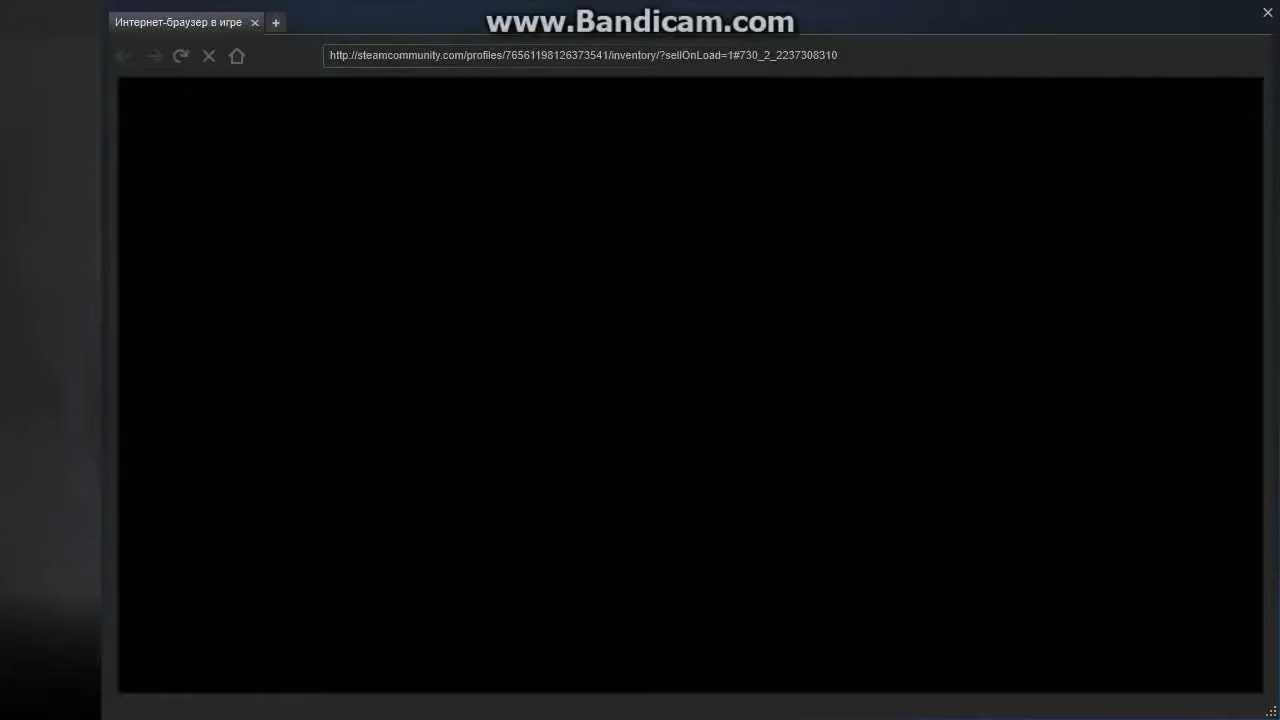 www.Bandicam.com
Интернет-браузер в игре
http://steamcommunity.com/profiles/76561198126373541/inventory/?sellOnLoad=1#730_2_2237308310